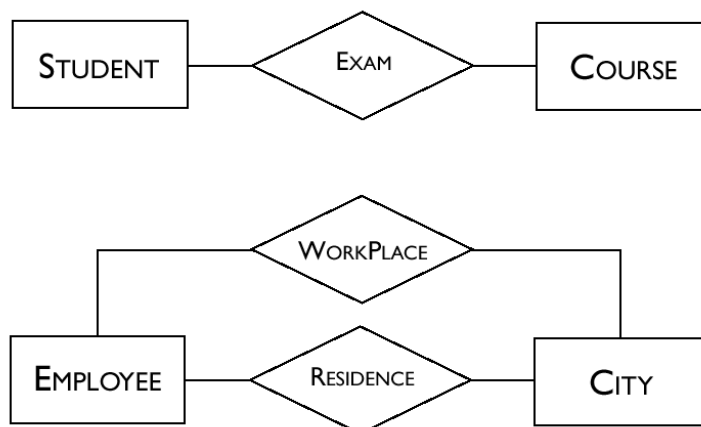 STUDENT
EXAM
COURSE
WORKPLACE
EMPLOYEE
RESIDENCE
CITY